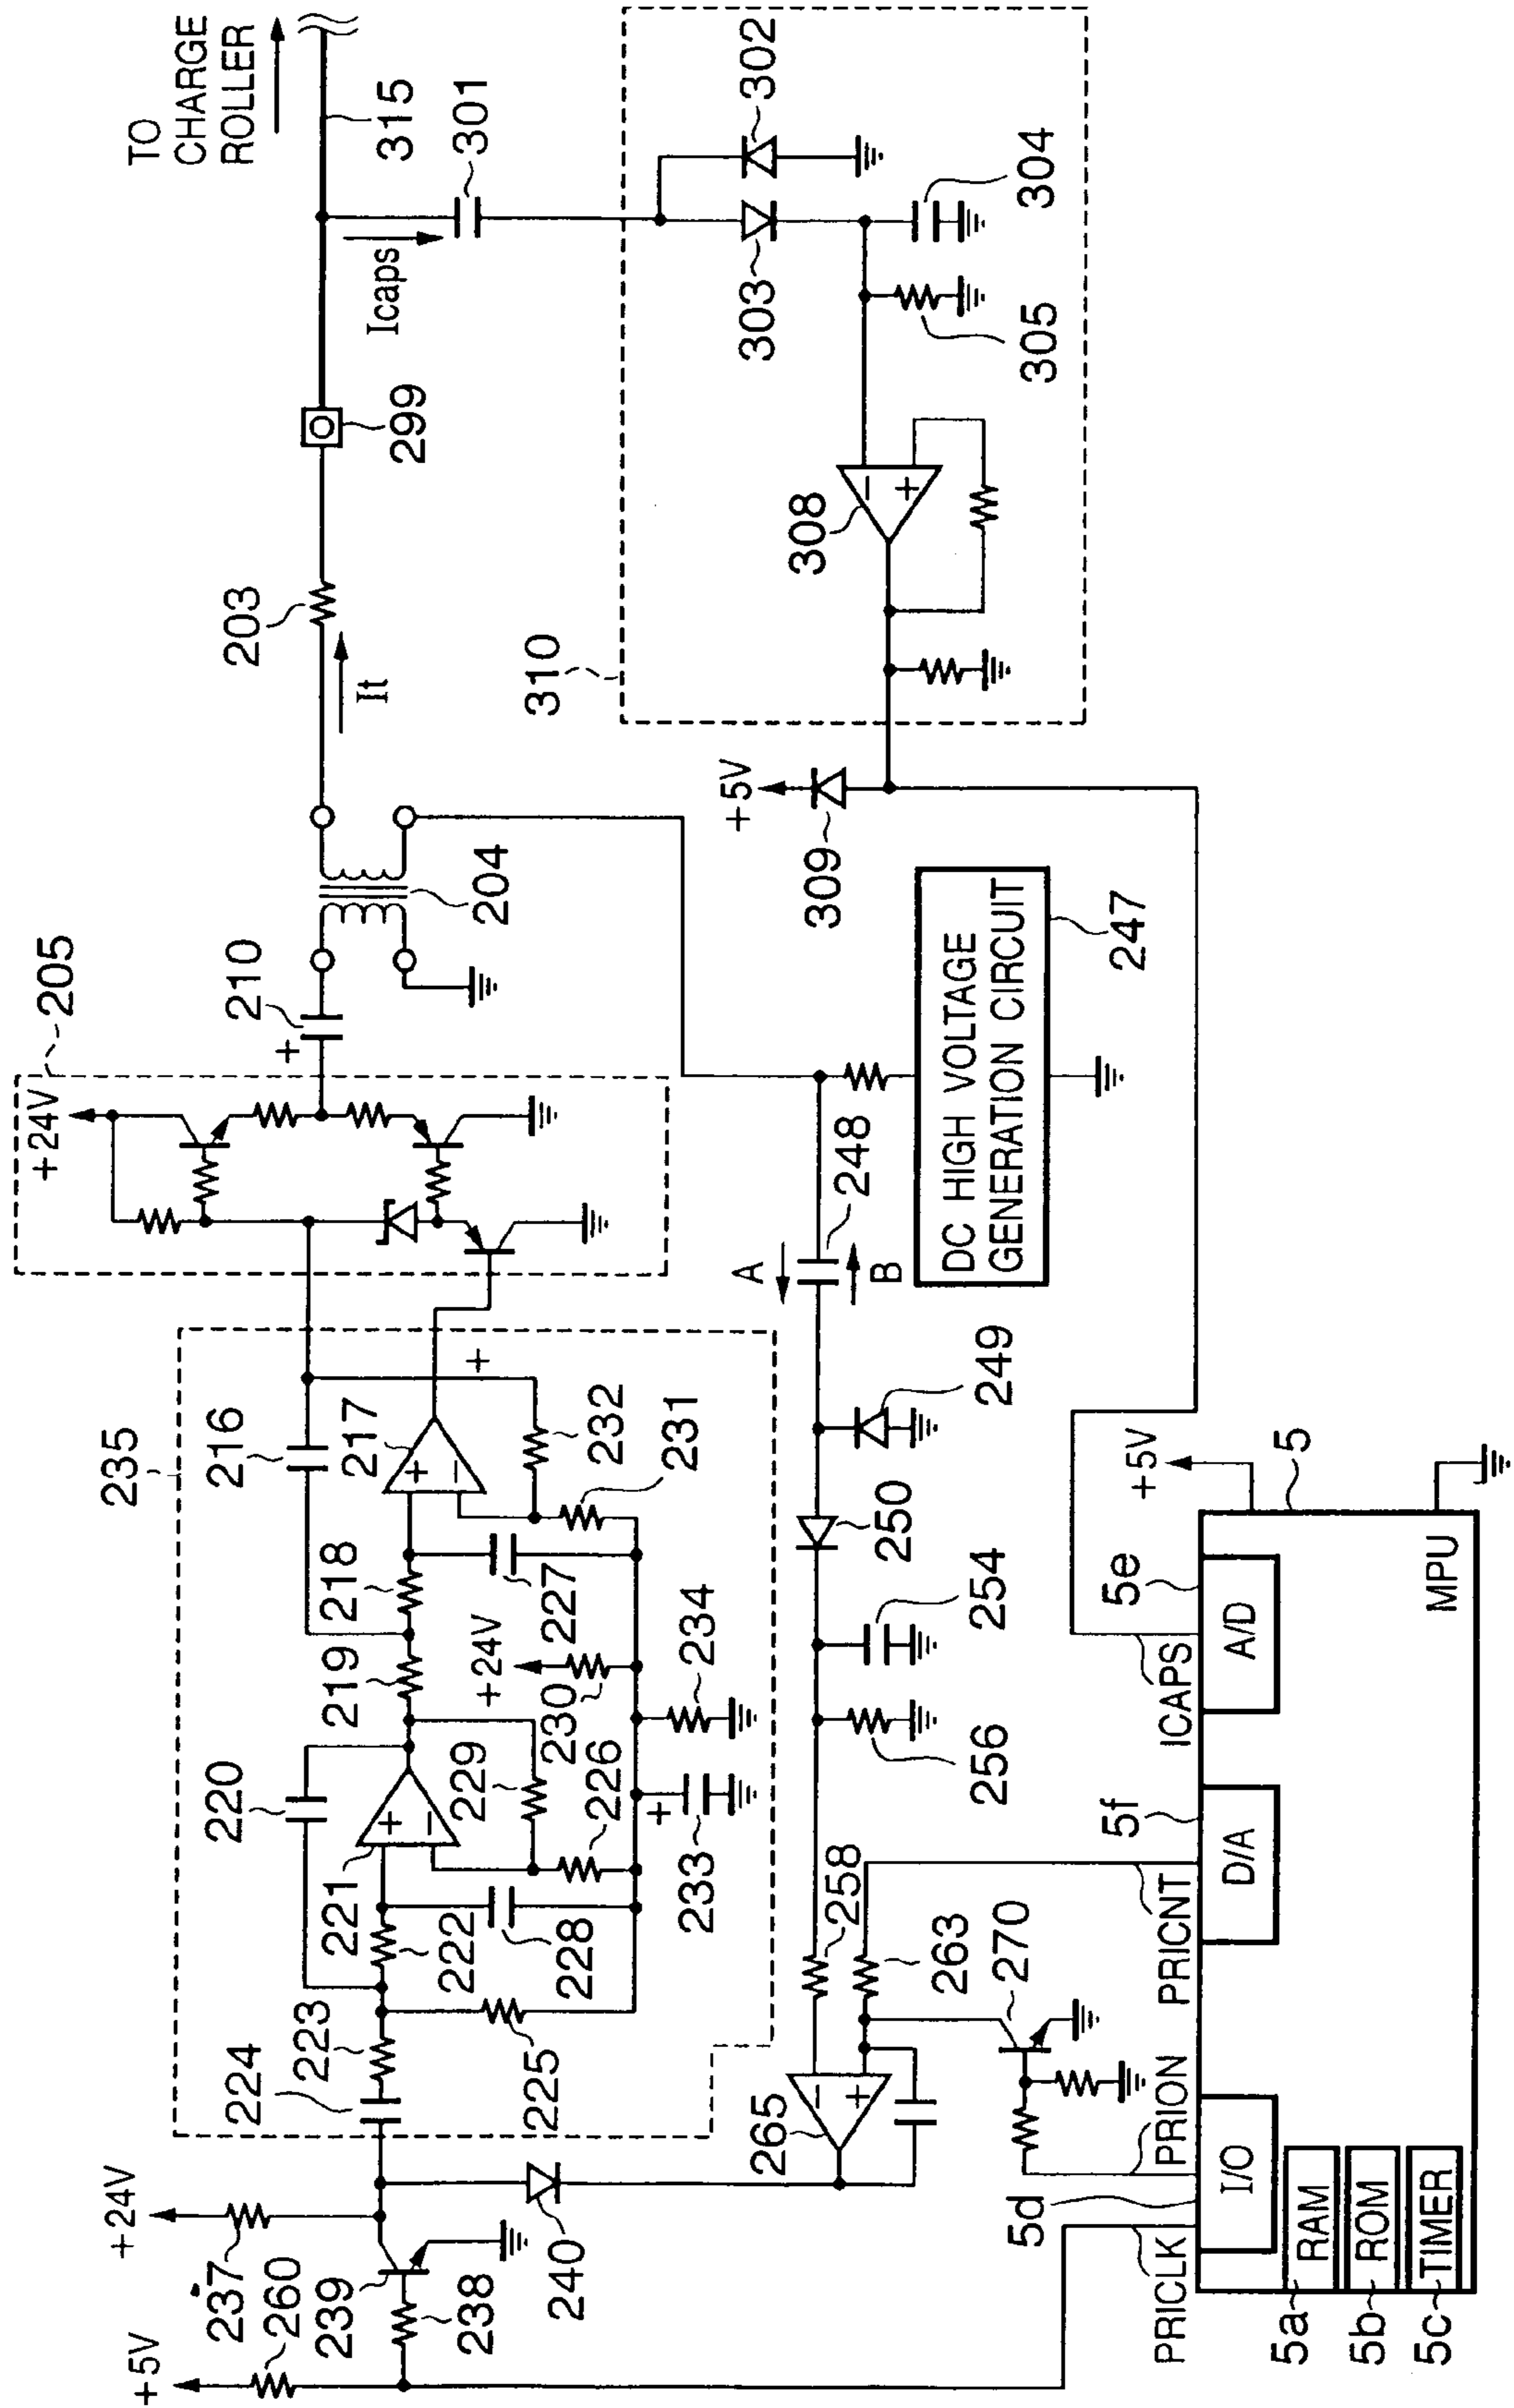 TO
CHARGE
ROLLER
315
301
302
Icaps
304
303
305
299
308
203
It
310
+5V
309
204
205
210
+
+24V
DC HIGH VOLTAGE
GENERATION CIRCUIT
247
248
A
B
235
216
217
+
−
+
232
231
249
250
218
219
227
+24V
230
234
254
256
220
221
+
−
229
226
222
228
233
+
223
224
225
258
263
265
−
+
270
+24V
237
240
239
238
260
+5V
PRICLK
5d
I/O
PRION
PRICNT
5f
D/A
ICAPS
5e
A/D
+5V
5
MPU
5a
RAM
5b
ROM
5c
TIMER
−
+